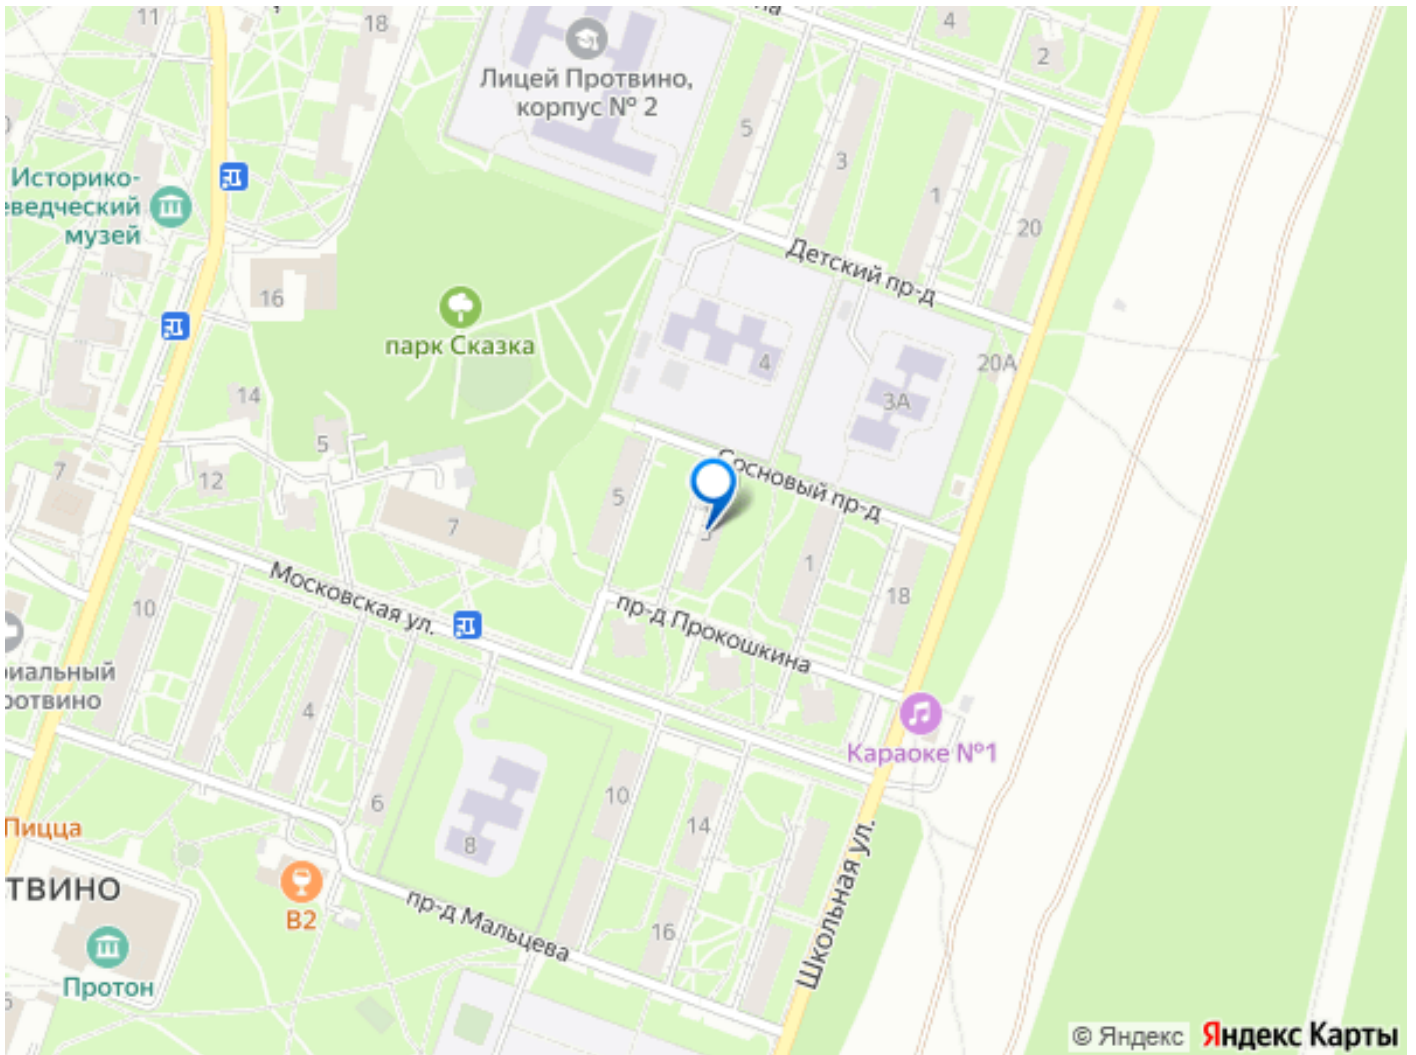 11
18
4
2
Лицей Протвино,
корпус № 2
5
3
1
20
Историко-
еведческий
музей
Детский пр-д
16
парк Сказка
4
20А
3А
14
5
7
12
Сосновый пр-д
5
7
3
1
18
Московская ул.
10
пр-д Прокошкина
риальный
ротвино
4
Караоке №1
6
10
14
8
Пицца
Школьная ул.
твино
В2
пр-д Мальцева
16
Протон
5
© Яндекс Яндекс Карты